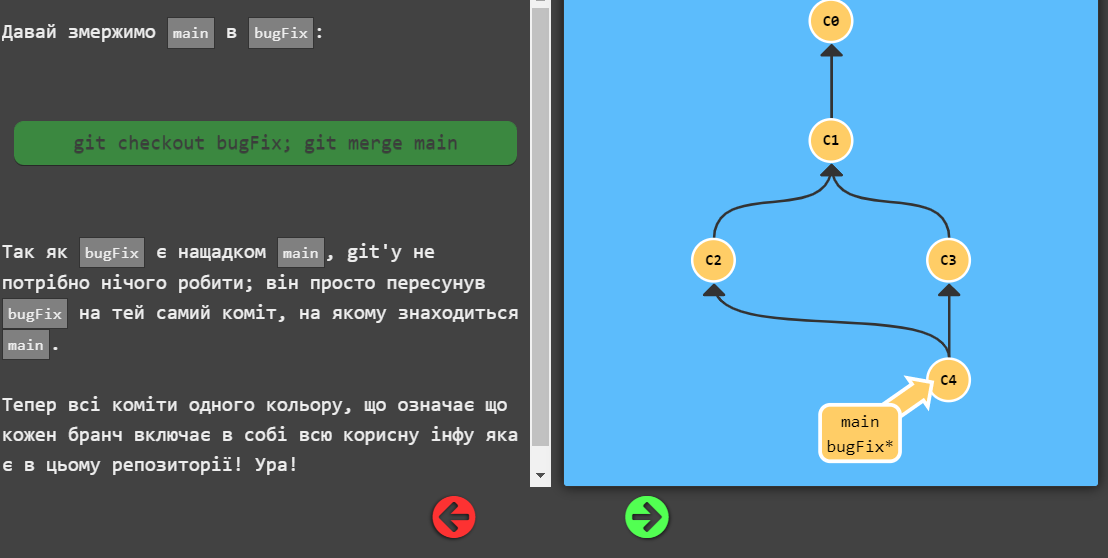 Давай змержимо main в bugFix:
git checkout bugFix; git merge main
Так як bugFix є нащадком main, git'у не
потрібно нічого робити; він просто пересунув
bugFix на тей самий коміт, на якому знаходиться
main.
Тепер всі коміти одного кольору, що означає що
кожен бранч включає в собі всю корисну інфу яка
є в цьому репозиторії! Ура!
C0
C1
C2
C3
C4
main
bugFix*